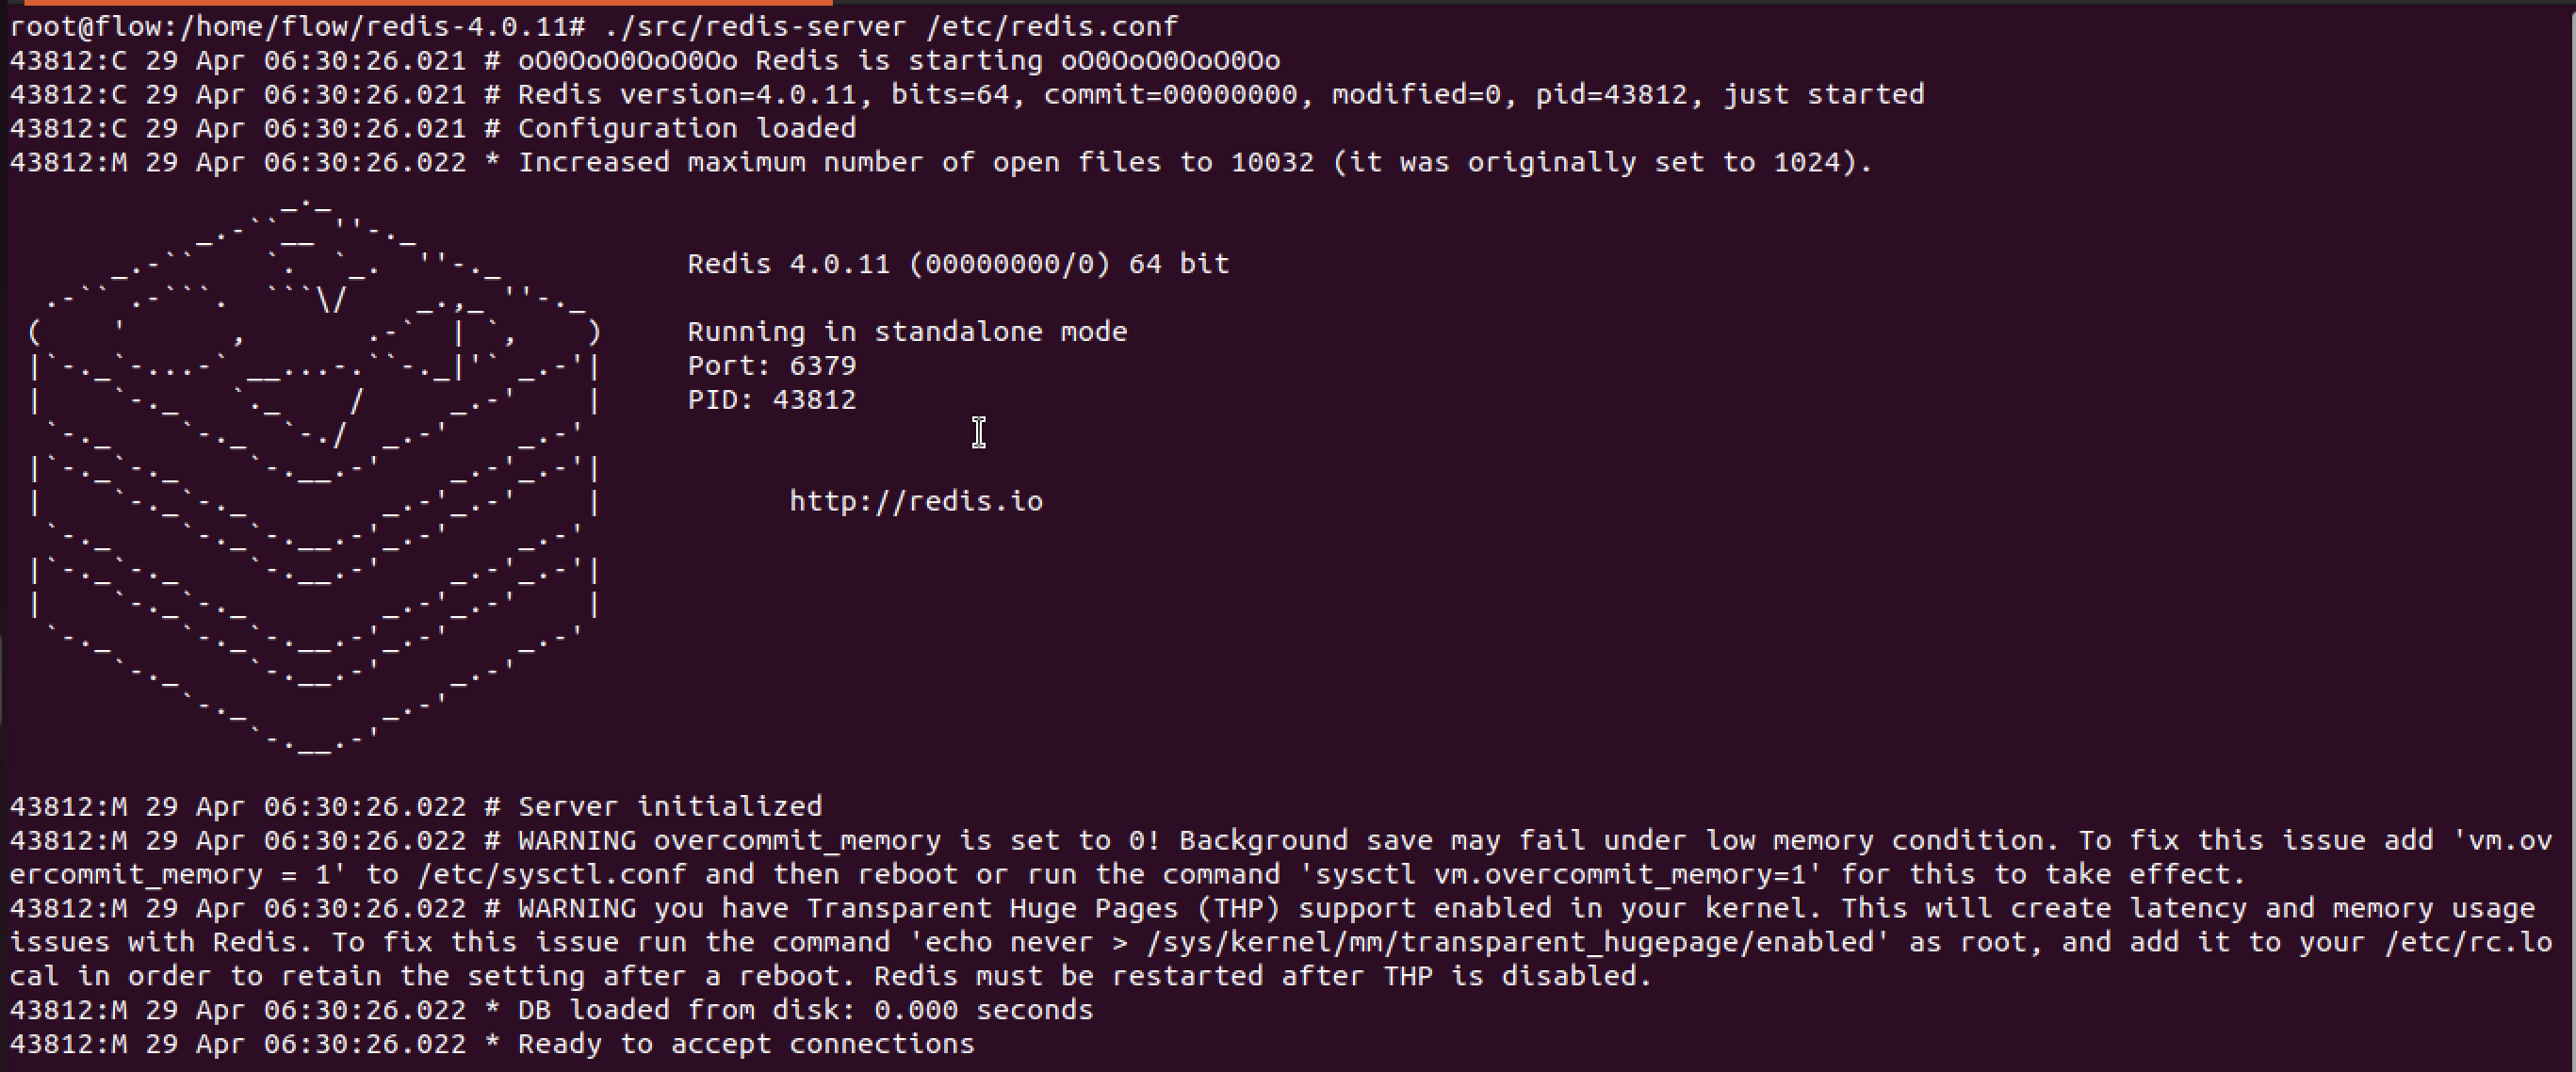 root@flow:/home/flow/redis-4.0.11# ./src/redis-server /etc/redis.conf
43812:C 29 Apr 06:30:26.021 # oO0OoO0OoO0Oo Redis is starting oO0OoO0OoO0Oo
43812:C 29 Apr 06:30:26.021 # Redis version=4.0.11, bits=64, commit=00000000, modified=0, pid=43812, just started
43812:C 29 Apr 06:30:26.021 # Configuration loaded
43812:M 29 Apr 06:30:26.022 * Increased maximum number of open files to 10032 (it was originally set to 1024).
Redis 4.0.11 (00000000/0) 64 bit
Running in standalone mode
Port: 6379
PID: 43812
http://redis.io
43812:M 29 Apr 06:30:26.022 # Server initialized
43812:M 29 Apr 06:30:26.022 # WARNING overcommit_memory is set to 0! Background save may fail under low memory condition. To fix this issue add 'vm.ov
ercommit_memory = 1' to /etc/sysctl.conf and then reboot or run the command 'sysctl vm.overcommit_memory=1' for this to take effect.
43812:M 29 Apr 06:30:26.022 # WARNING you have Transparent Huge Pages (THP) support enabled in your kernel. This will create latency and memory usage
issues with Redis. To fix this issue run the command 'echo never > /sys/kernel/mm/transparent_hugepage/enabled' as root, and add it to your /etc/rc.lo
cal in order to retain the setting after a reboot. Redis must be restarted after THP is disabled.
43812:M 29 Apr 06:30:26.022 * DB loaded from disk: 0.000 seconds
43812:M 29 Apr 06:30:26.022 * Ready to accept connections